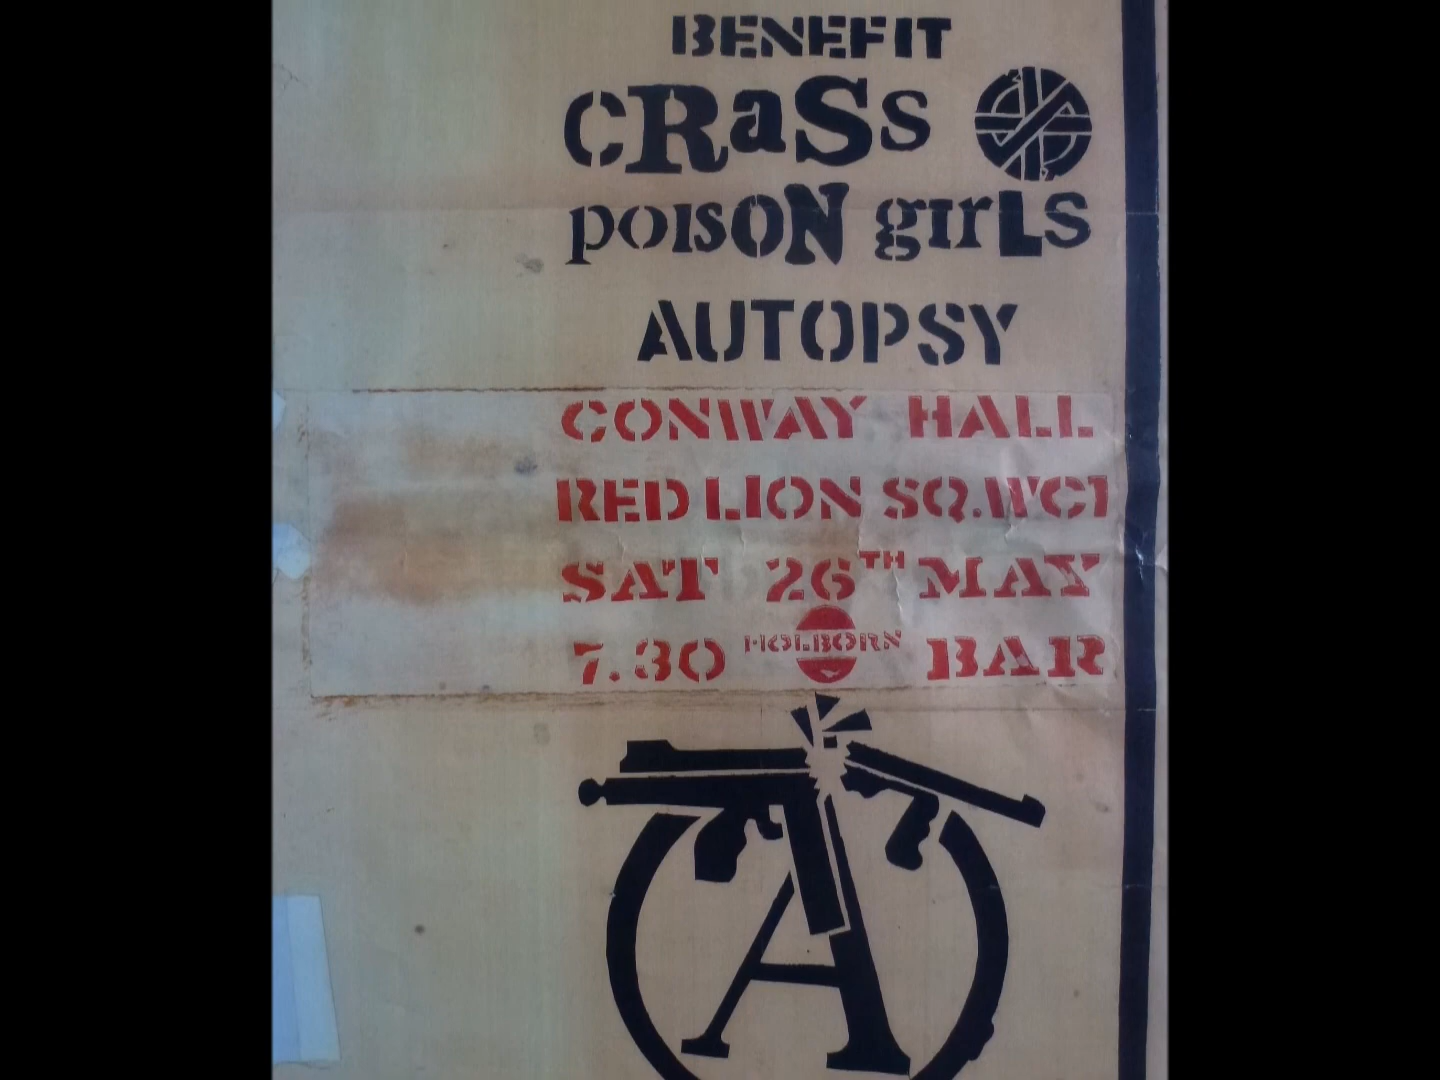 BENEFIT
CRaSs
poisON girLS
AUTOPSY
CONWAY HALL
RED LION SQ.WC1
SAT 26TH MAY
7.30 HOLBORN BAR
A